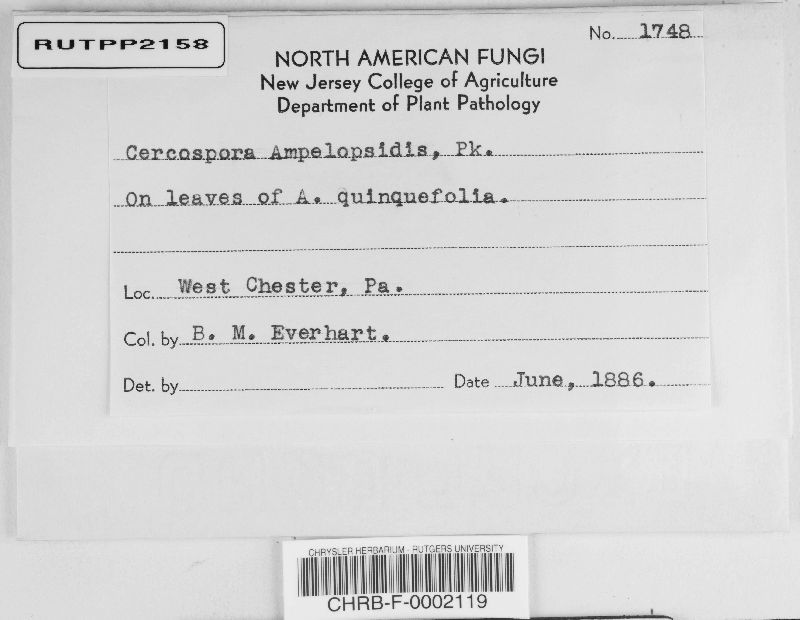 RUTPP2158
No. 1748
NORTH AMERICAN FUNGI
New Jersey College of Agriculture
Department of Plant Pathology
Cercospora Ampelopsidis, Pk.
On leaves of A. quinquefolia.
Loc. West Chester, Pa.
Col. by B. M. Everhart.
Det. by Date June, 1886.
CHRYSLER HERBARIUM - RUTGERS UNIVERSITY
CHRB-F-0002119